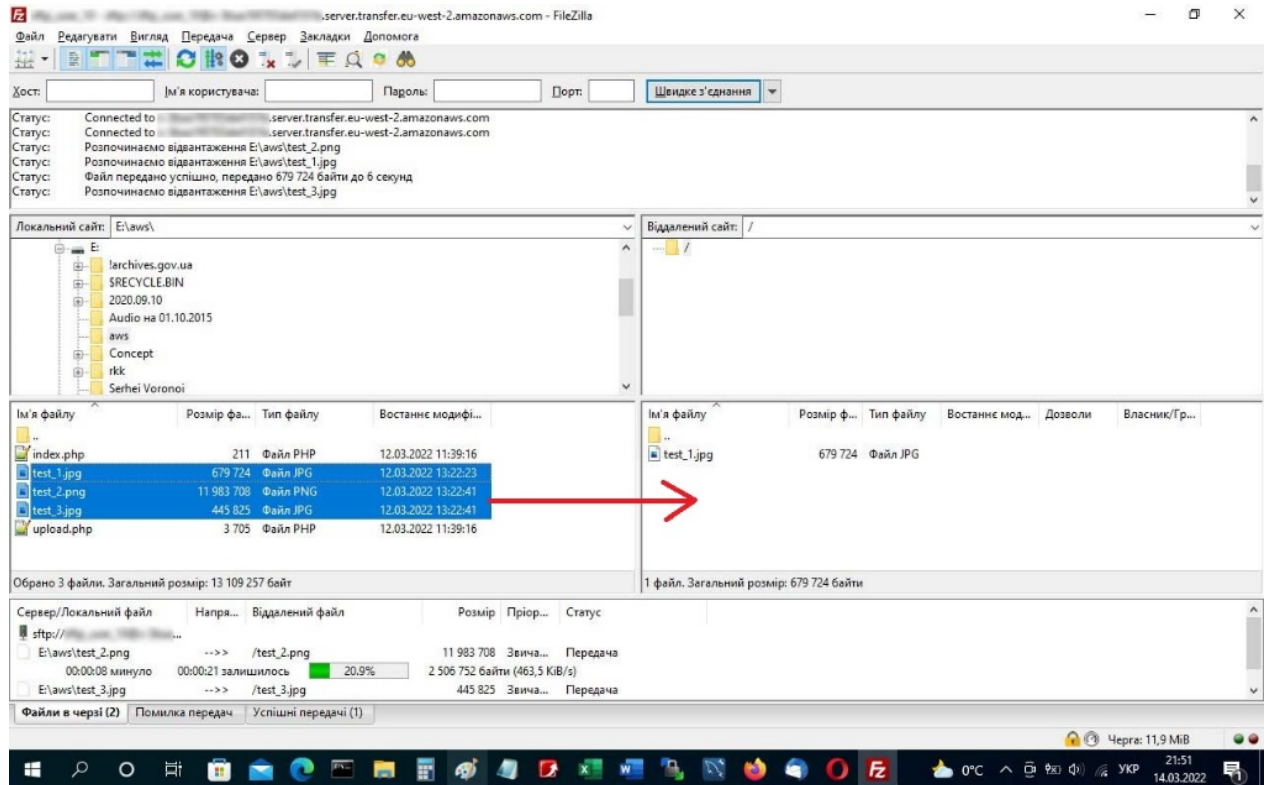 .server.transfer.eu-west-2.amazonaws.com - FileZilla
Файл Редагувати Вигляд Передача Сервер Закладки Допомога
Хост: Ім'я користувача: Пароль: Порт: Швидке з'єднання
Статус: Connected to .server.transfer.eu-west-2.amazonaws.com
Статус: Connected to .server.transfer.eu-west-2.amazonaws.com
Статус: Розпочинаємо відвантаження E:\aws\test_2.png
Статус: Розпочинаємо відвантаження E:\aws\test_1.jpg
Статус: Файл передано успішно, передано 679 724 байти до 6 секунд
Статус: Розпочинаємо відвантаження E:\aws\test_3.jpg
Локальний сайт: E:\aws\
E:
!archives.gov.ua
$RECYCLE.BIN
2020.09.10
Audio на 01.10.2015
aws
Concept
rkk
Serhei Voronoi
Віддалений сайт: /
/
Ім'я файлу Розмір фа... Тип файлу Востаннє модифі...
..
index.php 211 Файл PHP 12.03.2022 11:39:16
test_1.jpg 679 724 Файл JPG 12.03.2022 13:22:23
test_2.png 11 983 708 Файл PNG 12.03.2022 13:22:41
test_3.jpg 445 825 Файл JPG 12.03.2022 13:22:41
upload.php 3 705 Файл PHP 12.03.2022 11:39:16
Обрано 3 файли. Загальний розмір: 13 109 257 байт
Ім'я файлу Розмір ф... Тип файлу Востаннє мод... Дозволи Власник/Гр...
..
test_1.jpg 679 724 Файл JPG
1 файл. Загальний розмір: 679 724 байти
Сервер/Локальний файл Напря... Віддалений файл Розмір Пріор... Статус
sftp:// ...
E:\aws\test_2.png -->> /test_2.png 11 983 708 Звича... Передача
00:00:08 минуло 00:00:21 залишилось 20.9% 2 506 752 байти (463,5 KiB/s)
E:\aws\test_3.jpg -->> /test_3.jpg 445 825 Звича... Передача
Файли в черзі (2) Помилка передач Успішні передачі (1)
Черга: 11,9 MiB
0°C УКР 21:51
14.03.2022